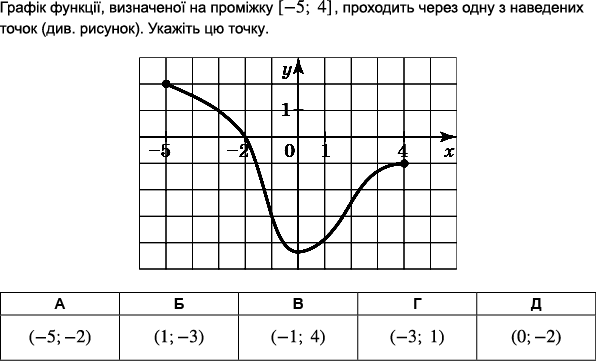 Графік функції, визначеної на проміжку [−5; 4], проходить через одну з наведених
точок (див. рисунок). Укажіть цю точку.
y
1
−5 −2 0 1 4 x
А Б В Г Д
(−5; −2) (1; −3) (−1; 4) (−3; 1) (0; −2)